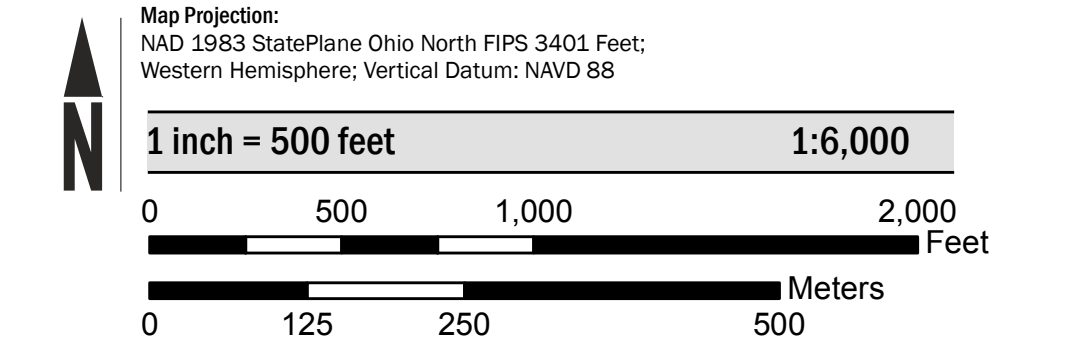 Map Projection:
NAD 1983 StatePlane Ohio North FIPS 3401 Feet;
Western Hemisphere; Vertical Datum: NAVD 88
N
1 inch = 500 feet 1:6,000
0 500 1,000 2,000
Feet
Meters
0 125 250 500